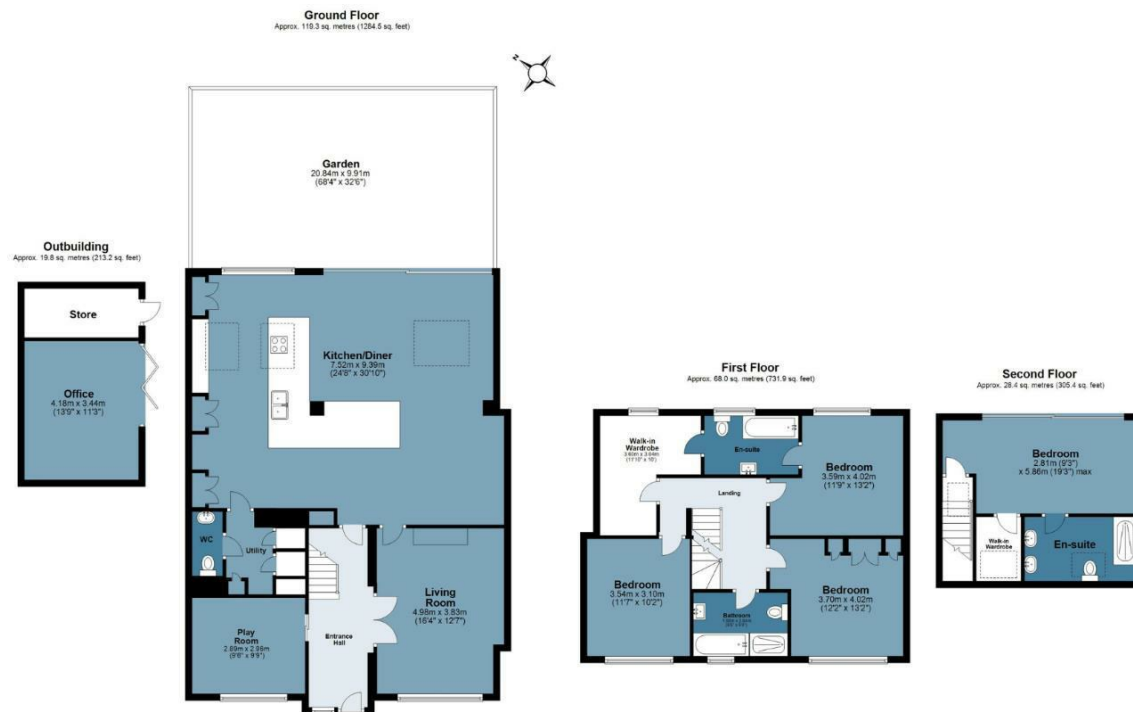 Ground Floor
Approx. 119.3 sq. metres (1284.5 sq. feet)
N
Garden
20.84m x 9.91m
(68'4" x 32'6")
Outbuilding
Approx. 19.8 sq. metres (213.2 sq. feet)
Store
Office
4.18m x 3.44m
(13'9" x 11'3")
Kitchen/Diner
7.52m x 9.39m
(24'8" x 30'10")
WC
Utility
Living
Room
4.98m x 3.83m
(16'4" x 12'7")
Play
Room
2.89m x 2.96m
(9'6" x 9'9")
Entrance
Hall
First Floor
Approx. 68.0 sq. metres (731.9 sq. feet)
Walk-in
Wardrobe
(11'10" x 10')
En-suite
Bedroom
3.59m x 4.02m
(11'9" x 13'2")
Landing
Bedroom
3.54m x 3.10m
(11'7" x 10'2")
Bathroom
Bedroom
3.70m x 4.02m
(12'2" x 13'2")
Second Floor
Approx. 28.4 sq. metres (305.4 sq. feet)
Bedroom
2.81m (9'3")
x 5.86m (19'3") max
Walk-in
Wardrobe
En-suite